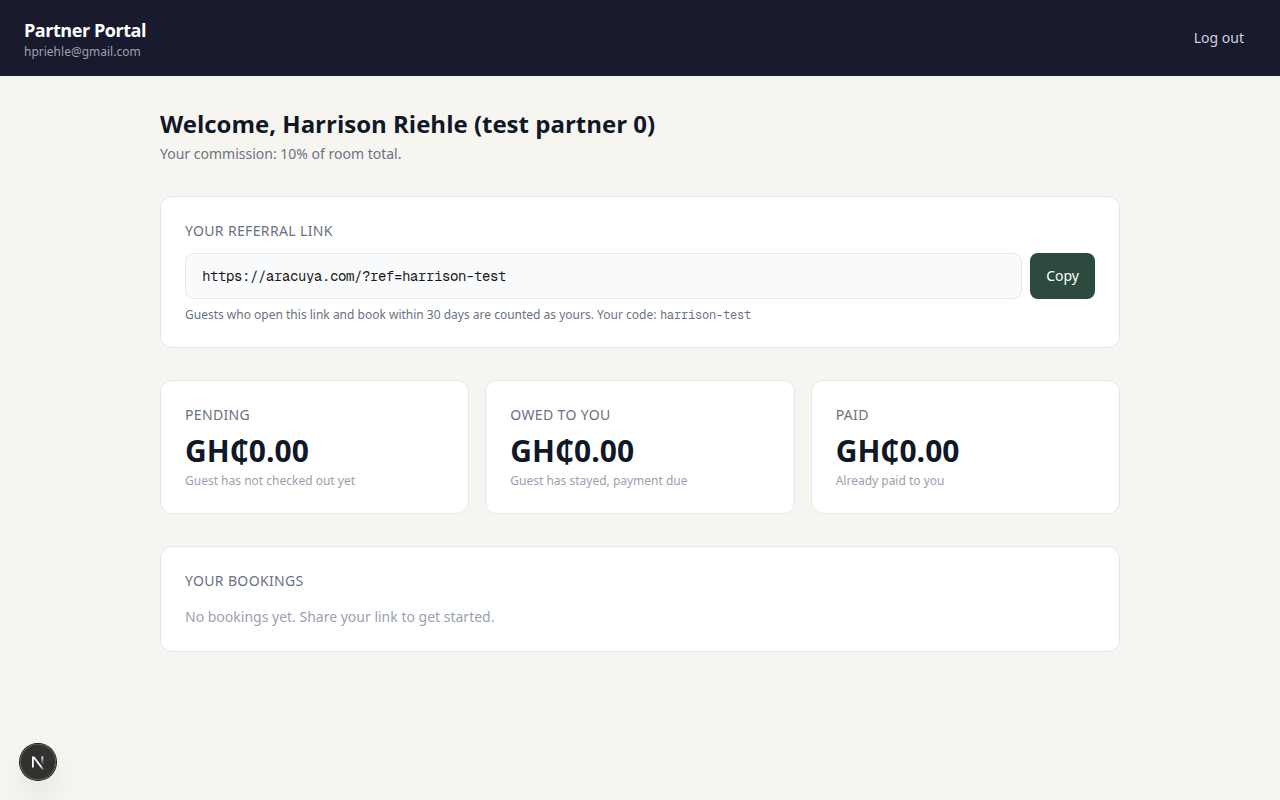 Partner Portal
hpriehle@gmail.com
Log out
Welcome, Harrison Riehle (test partner 0)
Your commission: 10% of room total.
YOUR REFERRAL LINK
https://aracuya.com/?ref=harrison-test
Copy
Guests who open this link and book within 30 days are counted as yours. Your code: harrison-test
PENDING
GH₵0.00
Guest has not checked out yet
OWED TO YOU
GH₵0.00
Guest has stayed, payment due
PAID
GH₵0.00
Already paid to you
YOUR BOOKINGS
No bookings yet. Share your link to get started.
N